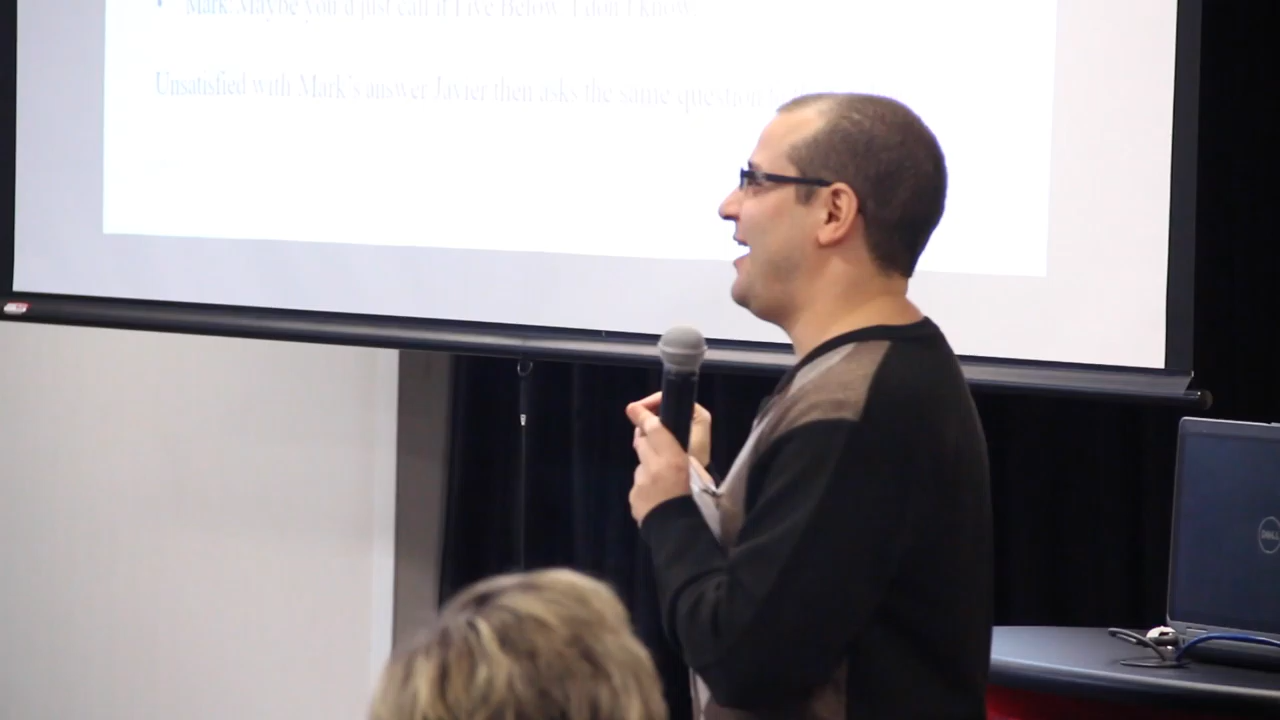 • Mark: Maybe you'd just call it Five Below. I don't know.
Unsatisfied with Mark's answer Javier then asks the same question
DELL